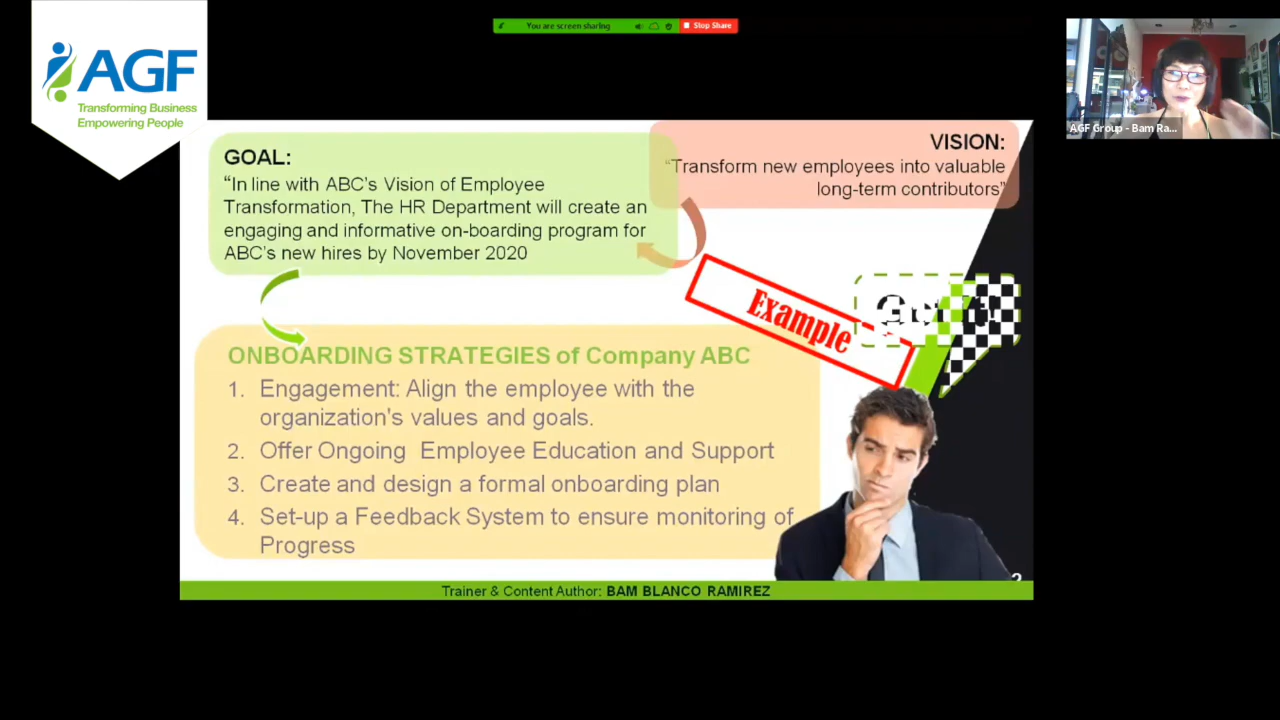 You are screen sharing
Stop Share
AGF
Transforming Business
Empowering People
AGF Group - Bam Ra...
GOAL:
“In line with ABC's Vision of Employee
Transformation, The HR Department will create an
engaging and informative on-boarding program for
ABC's new hires by November 2020
VISION:
“Transform new employees into valuable
long-term contributors”
Example
ONBOARDING STRATEGIES of Company ABC
1. Engagement: Align the employee with the
organization's values and goals.
2. Offer Ongoing Employee Education and Support
3. Create and design a formal onboarding plan
4. Set-up a Feedback System to ensure monitoring of
Progress
Trainer & Content Author: BAM BLANCO RAMIREZ